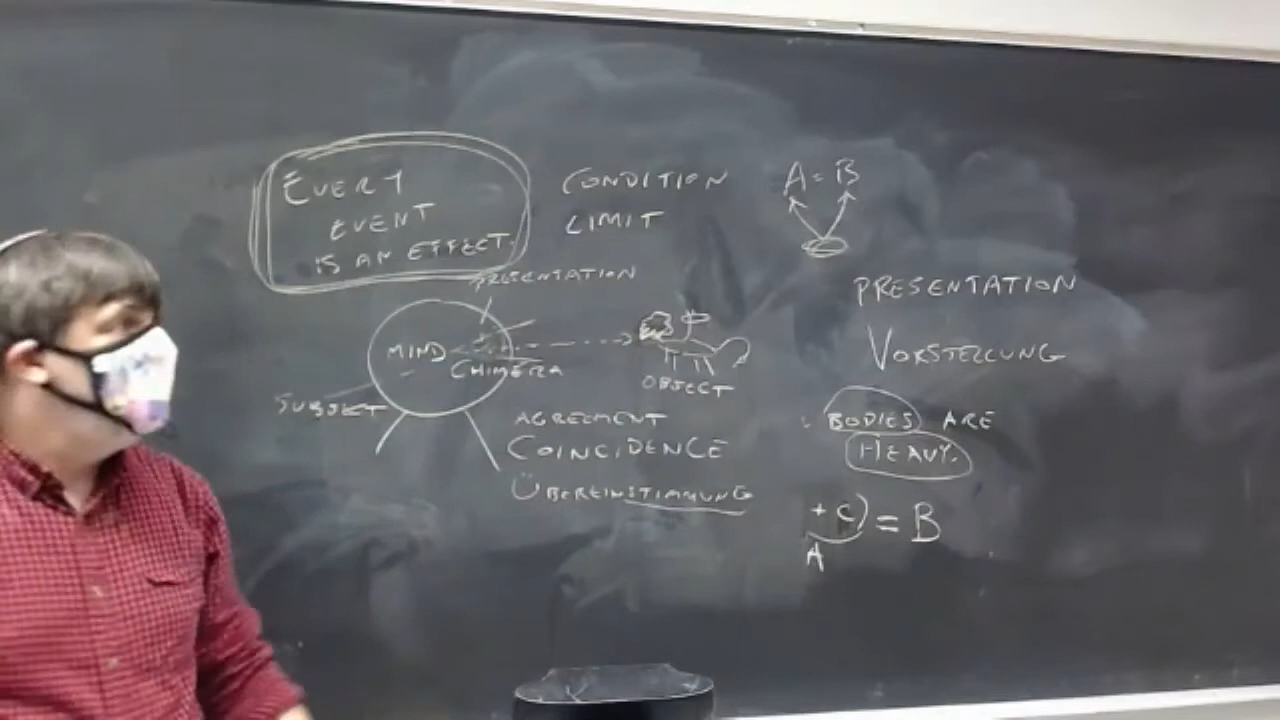 EVERY
EVENT
IS AN EFFECT.
CONDITION
LIMIT
A = B
PRESENTATION
MIND
CHIMERA
OBJECT
SUBJET
AGREEMENT
COINCIDENCE
ÜBEREINSTIMMUNG
PRESENTATION
VORSTELLUNG
BODIES ARE
HEAVY.
+ C) = B
A